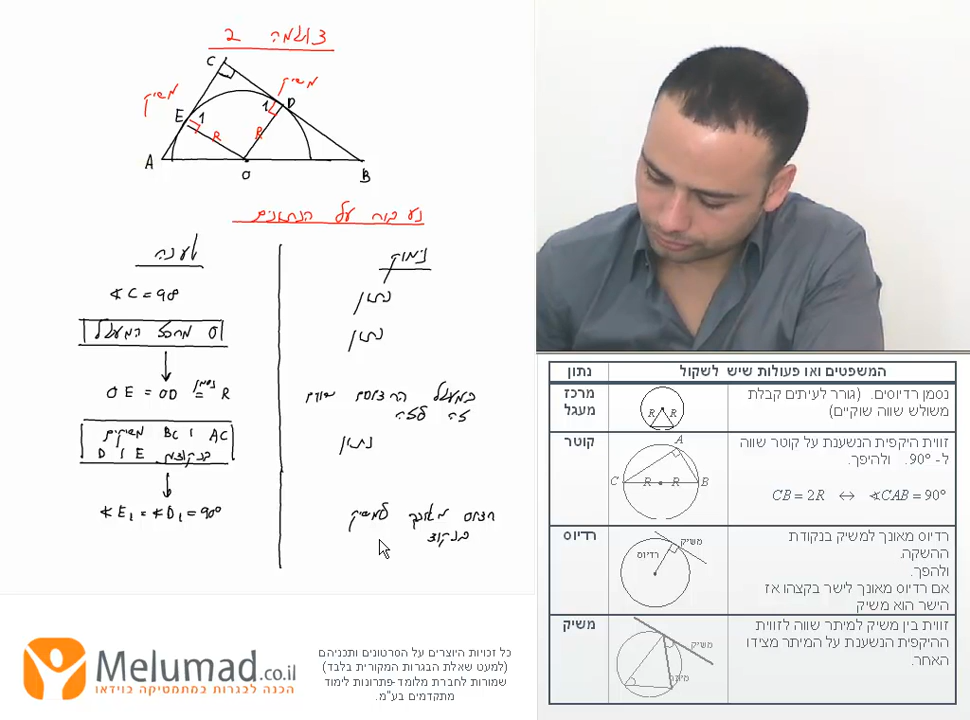 דוגמה 2
C
משיק
משיק
E 1
1 D
R
R
A
O
B
נעבור על הנתונים
טענה
נימוק
∢C = 90
נתון
O מרכז המעגל
נתון
OE = OD נסמן = R
במעגל הרדיוסים שווים
זה לזה
AC ו BC משיקים
בנקודות E ו D
נתון
∢E₁ = ∢D₁ = 90°
רדיוס מאונך למשיק
בנקוד
נתון
המשפטים ואו פעולות שיש לשקול
מרכז
מעגל
R R
נסמן רדיוסים. (גורר לעיתים קבלת
משולש שווה שוקיים)
קוטר
A
C R R B
זווית היקפית הנשענת על קוטר שווה
ל- 90°. ולהיפך.
CB = 2R ↔ ∢CAB = 90°
רדיוס
משיק
רדיוס
רדיוס מאונך למשיק בנקודת
ההשקה.
ולהפך.
אם רדיוס מאונך לישר בקצהו אז
הישר הוא משיק
משיק
משיק
מיתר
זווית בין משיק למיתר שווה לזווית
ההיקפית הנשענת על המיתר מצידו
האחר.
Melumad.co.il
הכנה לבגרות במתמטיקה בוידאו
כל זכויות היוצרים על הסרטונים ותכניהם
(למעט שאלת הבגרות המקורית בלבד)
שמורות לחברת מלומד -פתרונות לימוד
מתקדמים בע"מ.